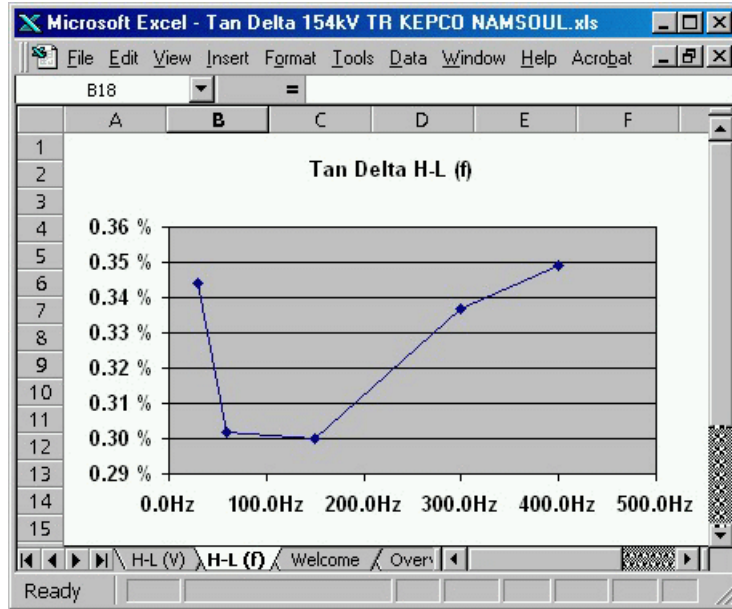 Microsoft Excel - Tan Delta 154kV TR KEPCO NAMSOUL.xls
File Edit View Insert Format Tools Data Window Help Acrobat
B18 =
A B C D E F
1
2
3
4
5
6
7
8
9
10
11
12
13
14
15
Tan Delta H-L (f)
0.36 %
0.35 %
0.34 %
0.33 %
0.32 %
0.31 %
0.30 %
0.29 %
0.0Hz 100.0Hz 200.0Hz 300.0Hz 400.0Hz 500.0Hz
H-L (V) H-L (f) Welcome Over
Ready